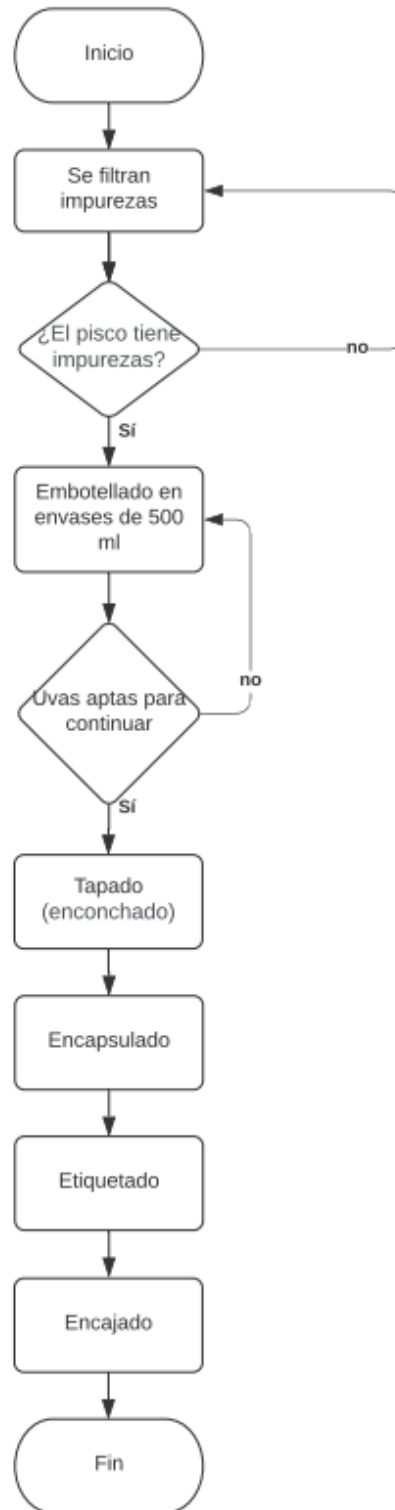 Inicio
Se filtran
impurezas
¿El pisco tiene
impurezas?
no
Sí
Embotellado en
envases de 500
ml
Uvas aptas para
continuar
no
Sí
Tapado
(enconchado)
Encapsulado
Etiquetado
Encajado
Fin